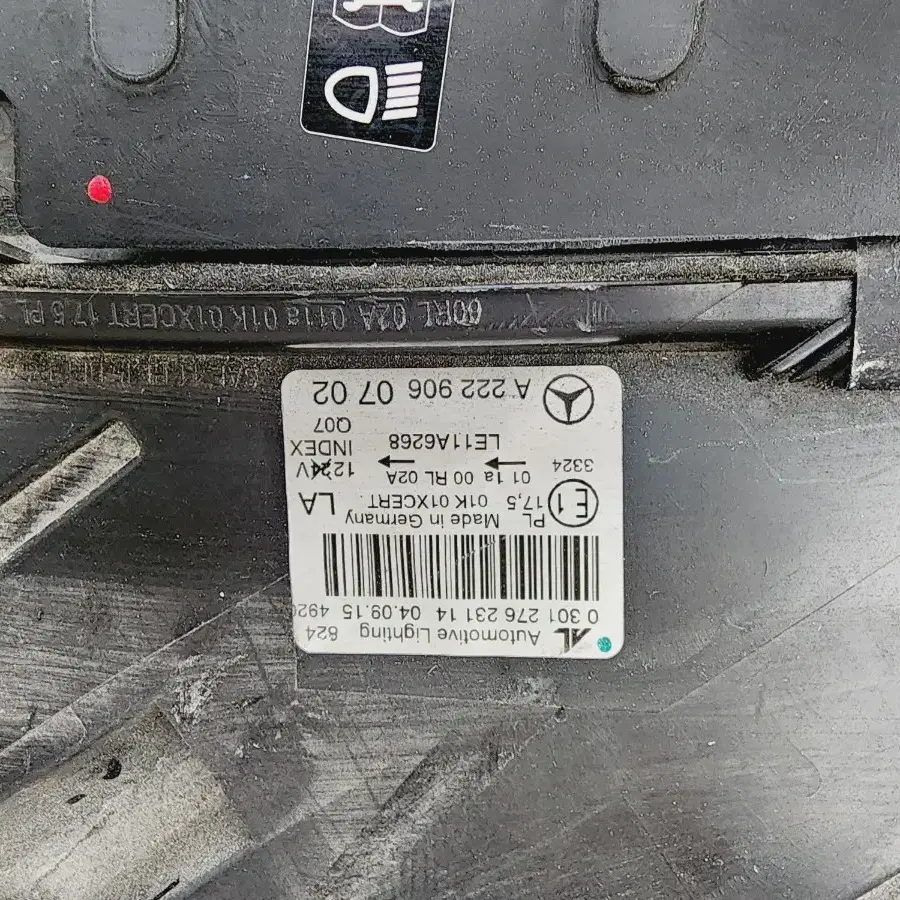 00RL 02A 011a 01K 01XCERT 17.5 PL
AL Automotive Lighting 824
0 301 276 231 14 04.09.15 492
Made in Germany
PL
17,5 01K 01XCERT LA
E1
01 1a 00 RL 02A 1224V
3324
LE11A6268 INDEX
Q07
A 222 906 07 02